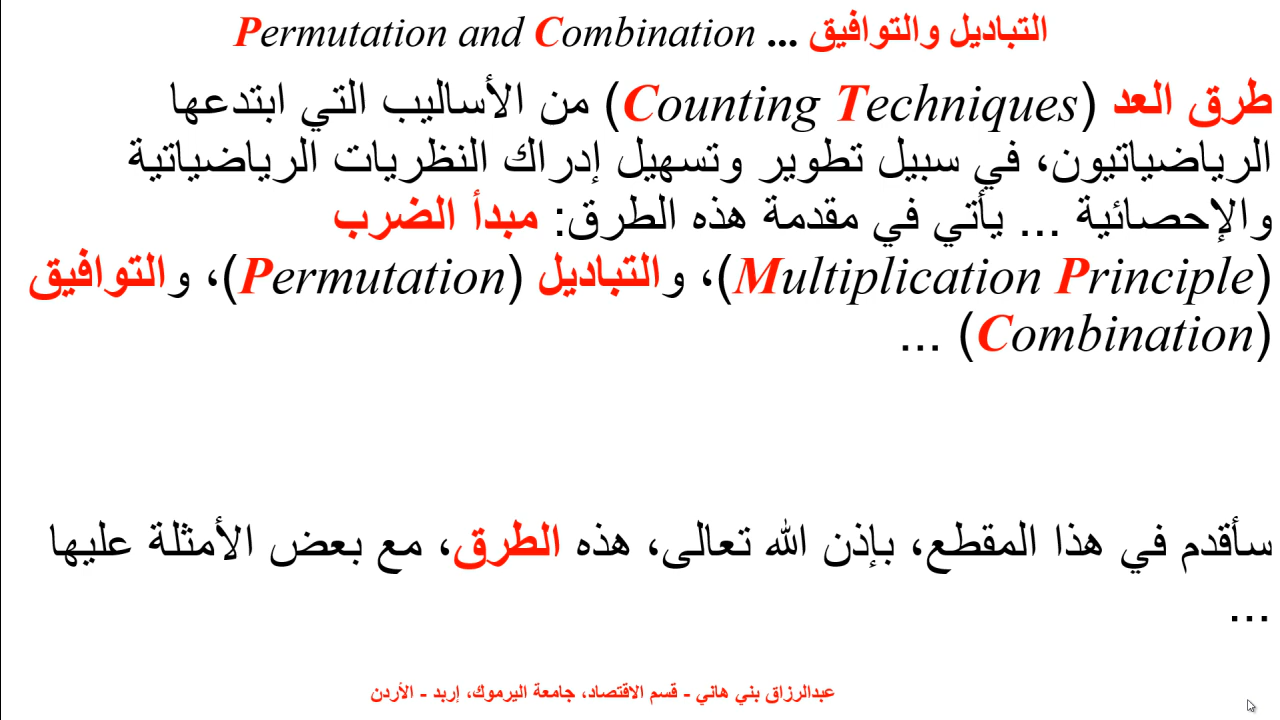 التباديل والتوافيق ... Permutation and Combination
طرق العد (Counting Techniques) من الأساليب التي ابتدعها
الرياضياتيون، في سبيل تطوير وتسهيل إدراك النظريات الرياضياتية
والإحصائية ... يأتي في مقدمة هذه الطرق: مبدأ الضرب
(Multiplication Principle)، والتباديل (Permutation)، والتوافيق
(Combination) ...
سأقدم في هذا المقطع، بإذن الله تعالى، هذه الطرق، مع بعض الأمثلة عليها
...
عبدالرزاق بني هاني - قسم الاقتصاد، جامعة اليرموك، إربد - الأردن